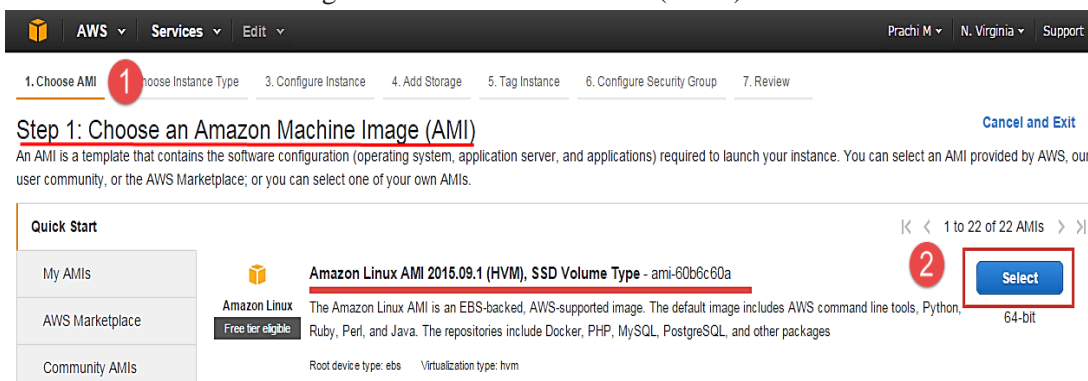 AWS Services Edit Prachi M N. Virginia Support
1. Choose AMI 1 hoose Instance Type 3. Configure Instance 4. Add Storage 5. Tag Instance 6. Configure Security Group 7. Review
Step 1: Choose an Amazon Machine Image (AMI)
Cancel and Exit
An AMI is a template that contains the software configuration (operating system, application server, and applications) required to launch your instance. You can select an AMI provided by AWS, our
user community, or the AWS Marketplace; or you can select one of your own AMIs.
Quick Start
1 to 22 of 22 AMIs
My AMIs
AWS Marketplace
Community AMIs
Amazon Linux
Free tier eligible
Amazon Linux AMI 2015.09.1 (HVM), SSD Volume Type - ami-60b6c60a
The Amazon Linux AMI is an EBS-backed, AWS-supported image. The default image includes AWS command line tools, Python,
Ruby, Perl, and Java. The repositories include Docker, PHP, MySQL, PostgreSQL, and other packages
Root device type: ebs Virtualization type: hvm
2
Select
64-bit